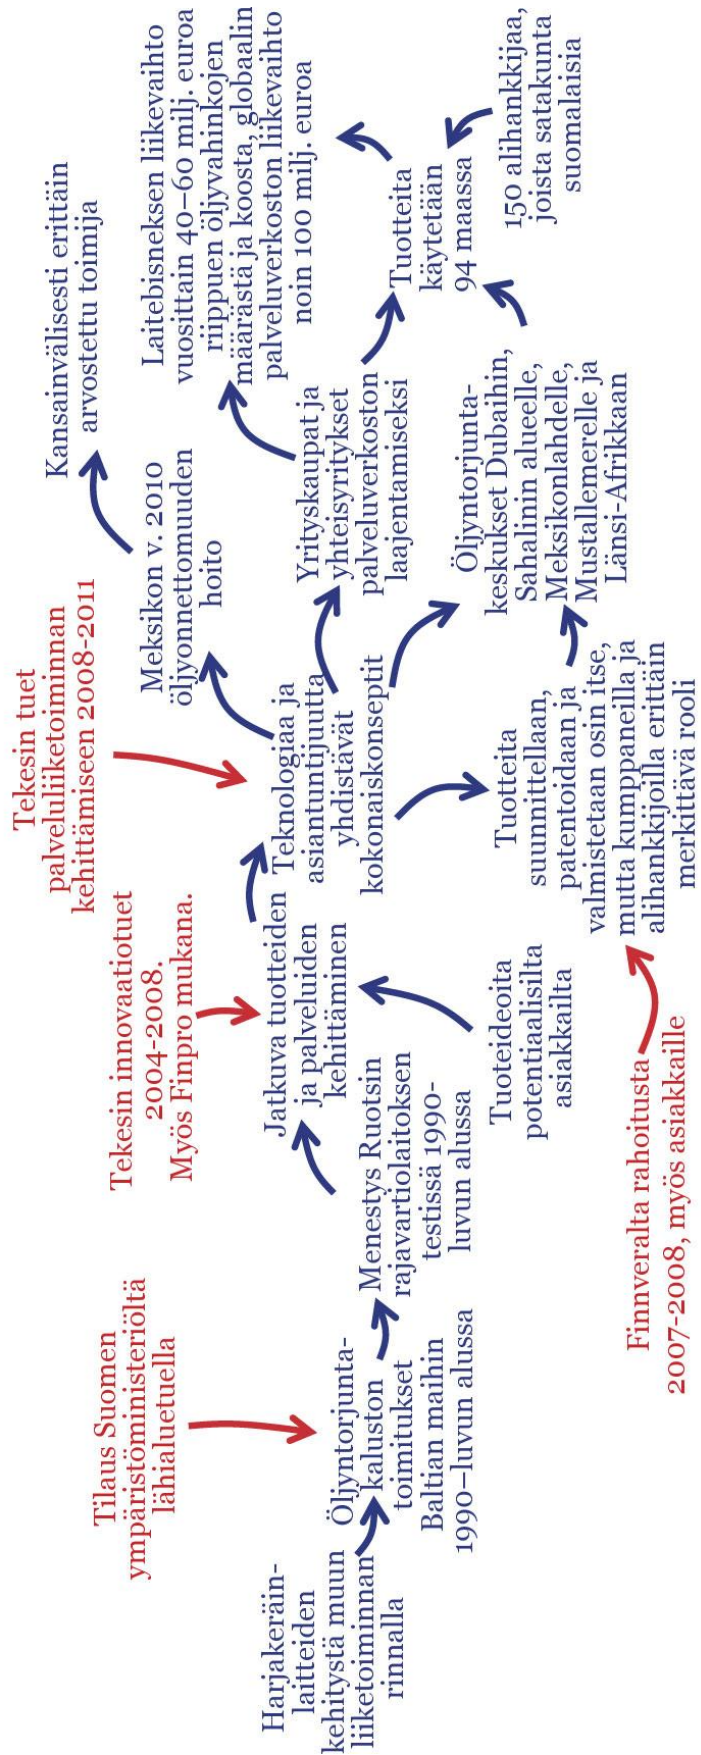 Harjakeräin-
laitteiden
kehitystä muun
liiketoiminnan
rinnalla
Tilaus Suomen
ympäristöministeriöltä
lähialuetuella
Öljyntorjunta-
kaluston
toimitukset
Baltian maihin
1990–luvun alussa
Menestys Ruotsin
rajavartiolaitoksen
testissä 1990-
luvun alussa
Tekesin innovaatiotuet
2004-2008.
Myös Finpro mukana.
Jatkuva tuotteiden
ja palveluiden
kehittäminen
Tuoteideoita
potentiaalisilta
asiakkailta
Finnveralta rahoitusta
2007-2008, myös asiakkaille
Tekesin tuet
palveluliiketoiminnan
kehittämiseen 2008-2011
Teknologiaa ja
asiantuntijuutta
yhdistävät
kokonaiskonseptit
Tuotteita
suunnitellaan,
patentoidaan ja
valmistetaan osin itse,
mutta kumppaneilla ja
alihankkijoilla erittäin
merkittävä rooli
Meksikon v. 2010
öljyonnettomuuden
hoito
Yrityskaupat ja
yhteisyritykset
palveluverkoston
laajentamiseksi
Öljyntorjunta-
keskukset Dubaihin,
Sahalinin alueelle,
Meksikonlahdelle,
Mustallemerelle ja
Länsi-Afrikkaan
Kansainvälisesti erittäin
arvostettu toimija
Laitebisneksen liikevaihto
vuosittain 40–60 milj. euroa
riippuen öljyvahinkojen
määrästä ja koosta, globaalin
palveluverkoston liikevaihto
noin 100 milj. euroa
Tuotteita
käytetään
94 maassa
150 alihankkijaa,
joista satakunta
suomalaisia